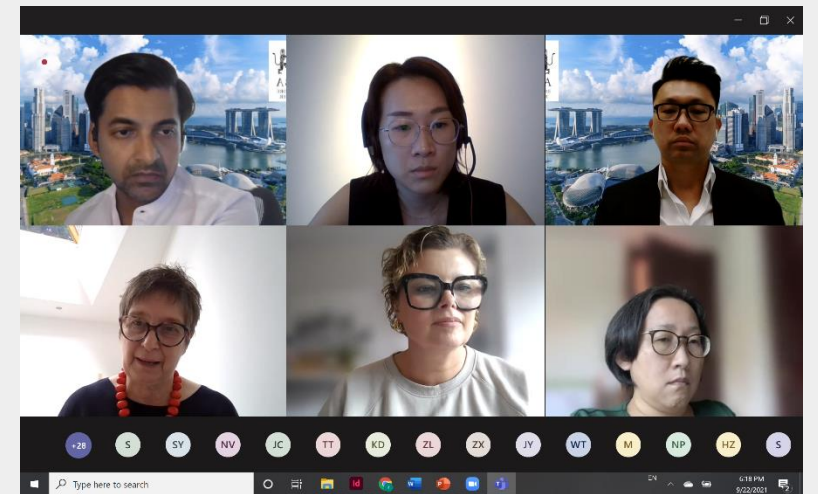 +28 S SY NV JC TT KD ZL ZX JY WT M NP HZ S
Type here to search
EN
6:18 PM
9/22/2021